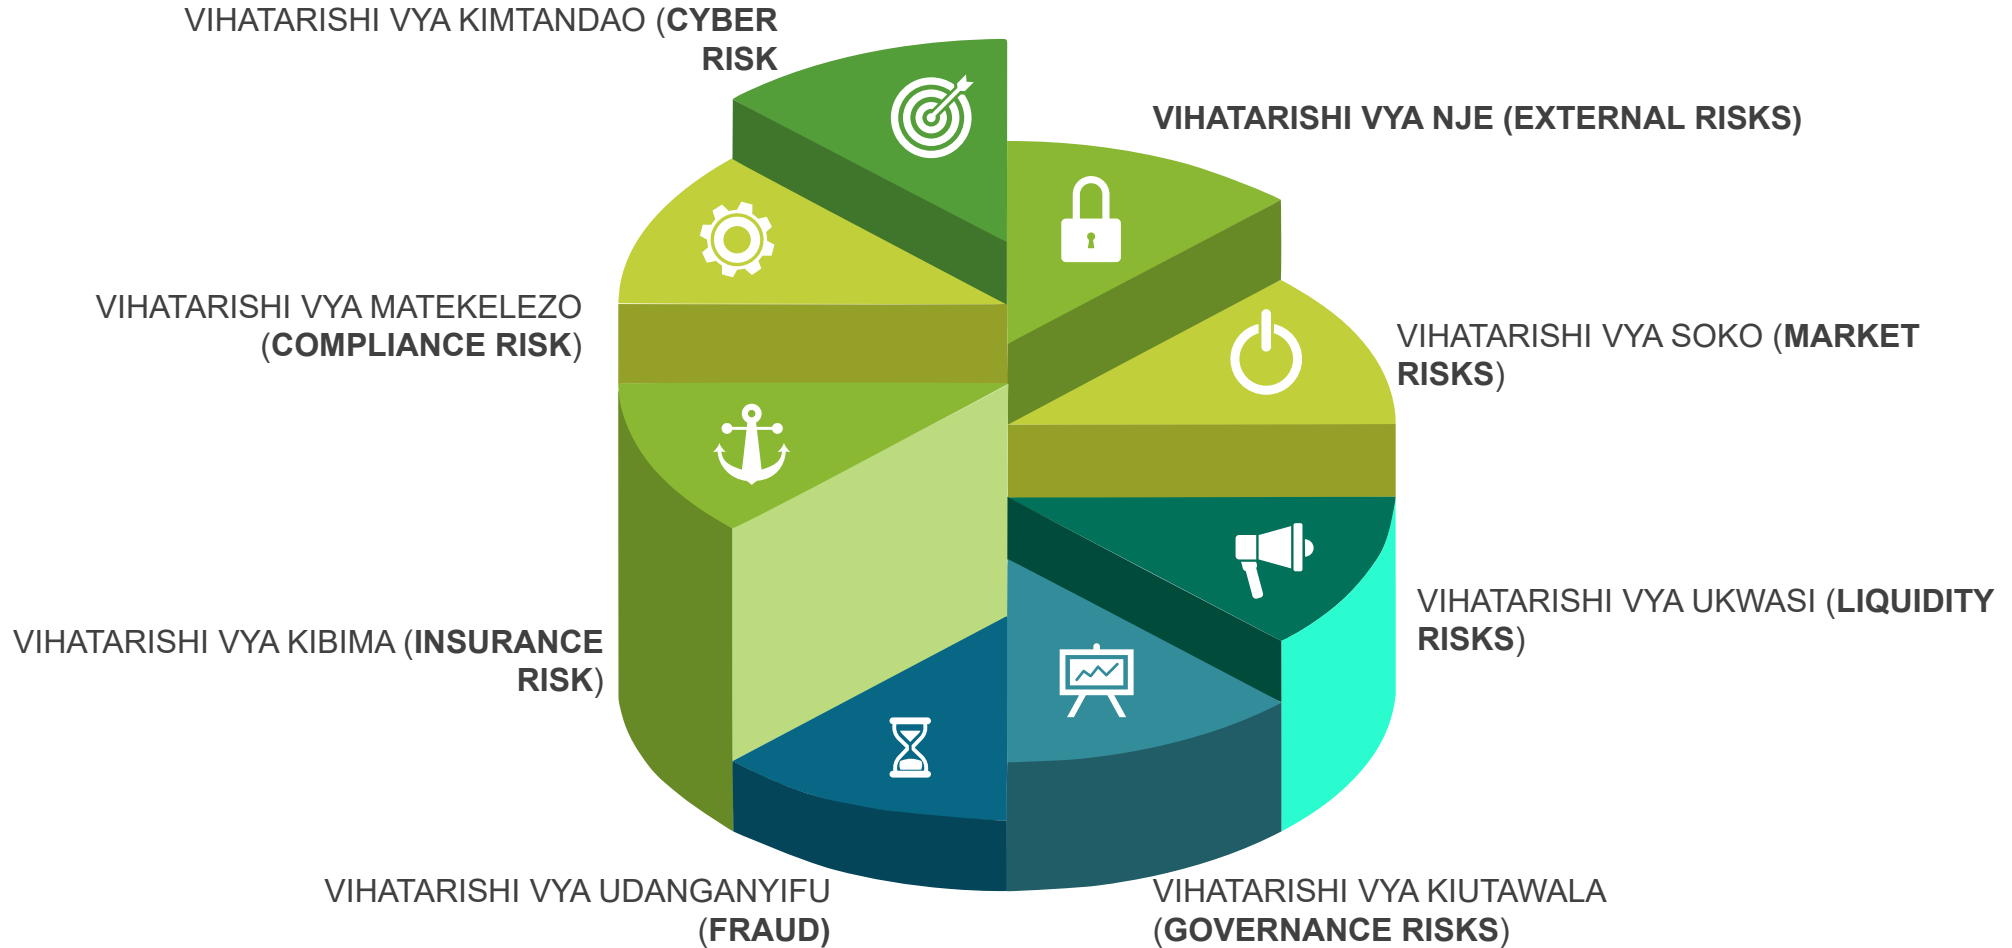 VIHATARISHI VYA KIMTANDAO (CYBER
RISK
VIHATARISHI VYA NJE (EXTERNAL RISKS)
VIHATARISHI VYA MATEKELEZO
(COMPLIANCE RISK)
VIHATARISHI VYA SOKO (MARKET
RISKS)
VIHATARISHI VYA KIBIMA (INSURANCE
RISK)
VIHATARISHI VYA UKWASI (LIQUIDITY
RISKS)
VIHATARISHI VYA UDANGANYIFU
(FRAUD)
VIHATARISHI VYA KIUTAWALA
(GOVERNANCE RISKS)